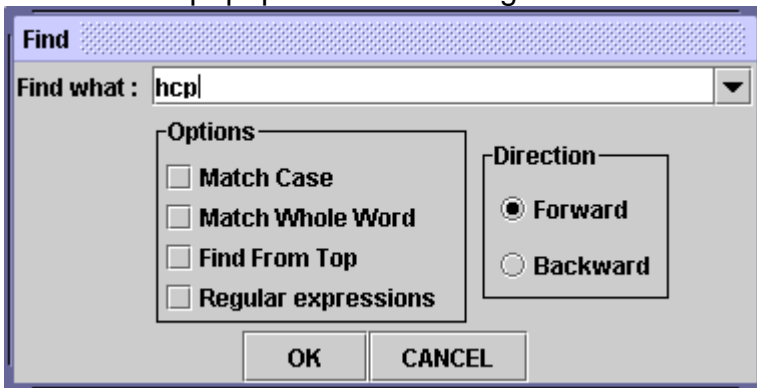 Find
Find what : hcp
Options
Match Case
Match Whole Word
Find From Top
Regular expressions
Direction
Forward
Backward
OK CANCEL